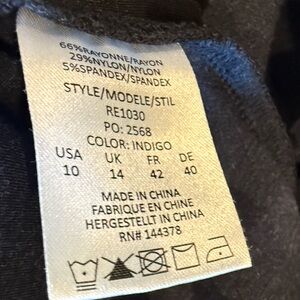 66%RAYONNE/RAYON
29%NYLON/NYLON
5%SPANDEX/SPANDEX
STYLE/MODELE/STIL
RE1030
PO: 2568
COLOR: INDIGO
USA UK FR DE
10 14 42 40
MADE IN CHINA
FABRIQUE EN CHINE
HERGESTELLT IN CHINA
RN# 144378